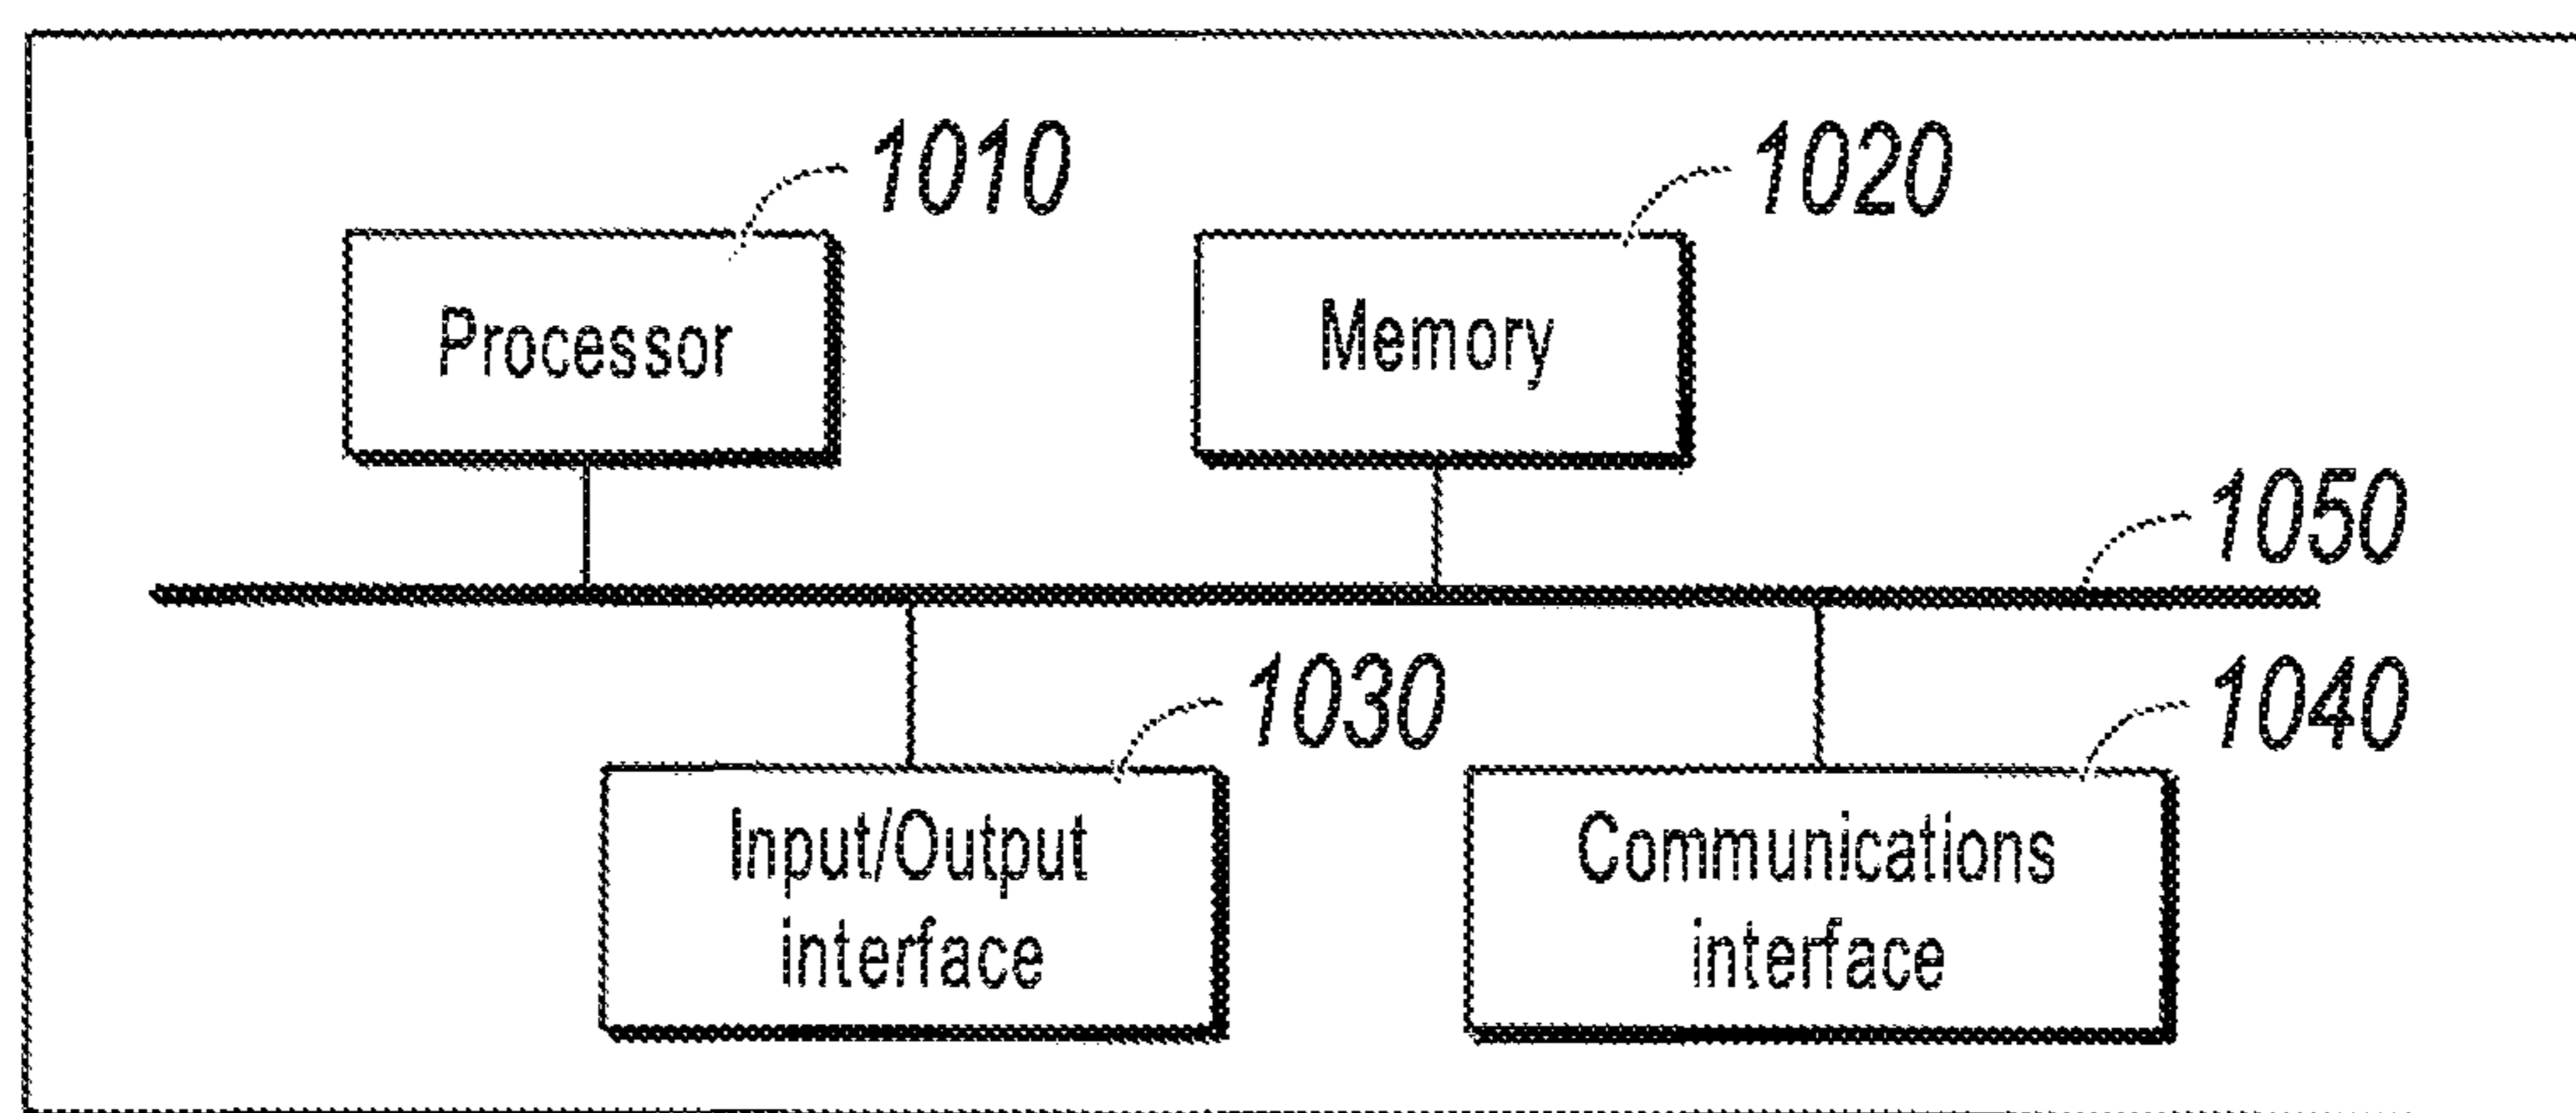 1010
1020
Processor
Memory
1050
1030
1040
Input/Output
interface
Communications
interface